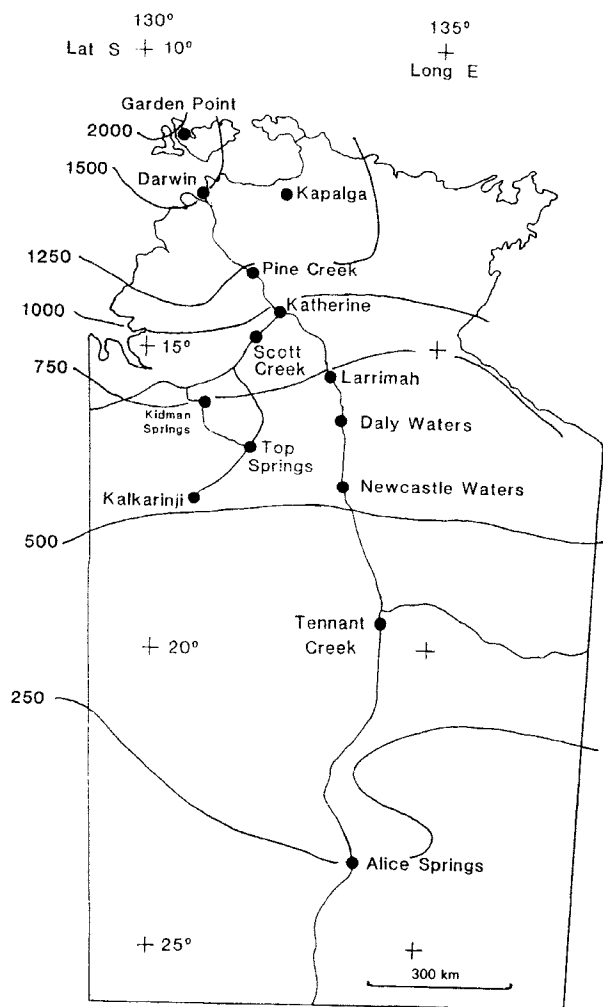 130°
135°
Lat S
10°
Long E
Garden Point
2000
1500
Darwin
Kapalga
1250
Pine Creek
1000
Katherine
15°
Scott
Creek
750
Larrimah
Kidman
Springs
Daly Waters
Top
Springs
Kalkarinji
Newcastle Waters
500
Tennant
Creek
20°
250
Alice Springs
25°
300 km